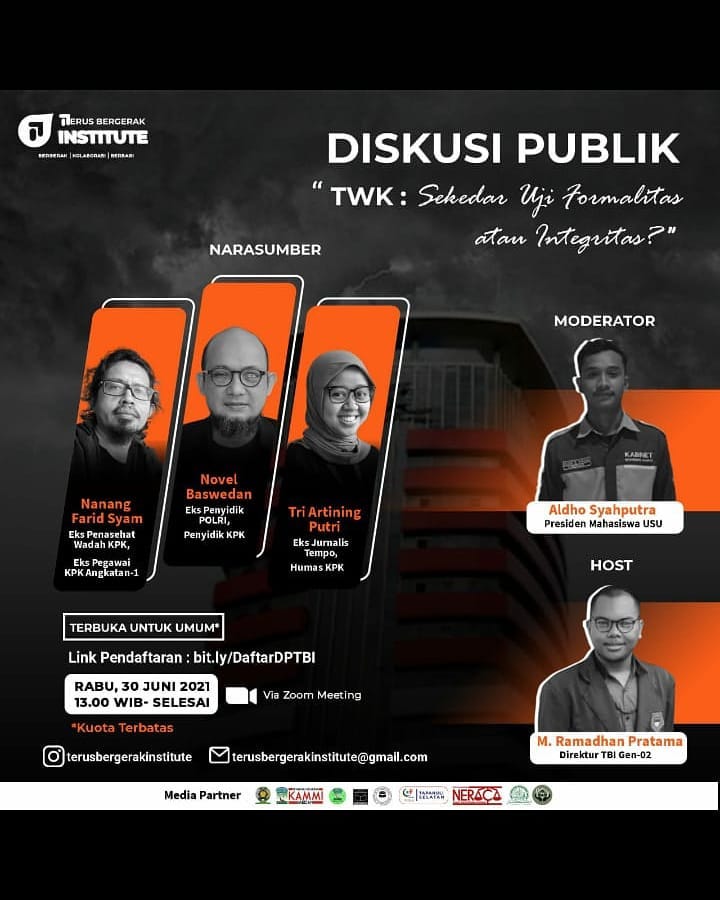 TERUS BERGERAK
INSTITUTE
BERGERAK | KOLABORASI | BERBAGI
DISKUSI PUBLIK
“ TWK : Sekedar Uji Formalitas
atau Integritas?”
NARASUMBER
Nanang
Farid Syam
Eks Penasehat
Wadah KPK,
Eks Pegawai
KPK Angkatan-1
Novel
Baswedan
Eks Penyidik
POLRI,
Penyidik KPK
Tri Artining
Putri
Eks Jurnalis
Tempo,
Humas KPK
MODERATOR
KABINET
Aldho Syahputra
Presiden Mahasiswa USU
HOST
M. Ramadhan Pratama
Direktur TBI Gen-02
TERBUKA UNTUK UMUM*
Link Pendaftaran : bit.ly/DaftarDPTBI
RABU, 30 JUNI 2021
13.00 WIB- SELESAI
Via Zoom Meeting
*Kuota Terbatas
terusbergerakinstitute
terusbergerakinstitute@gmail.com
Media Partner
KAMMI
TAPANULI
SELATAN
NERACA